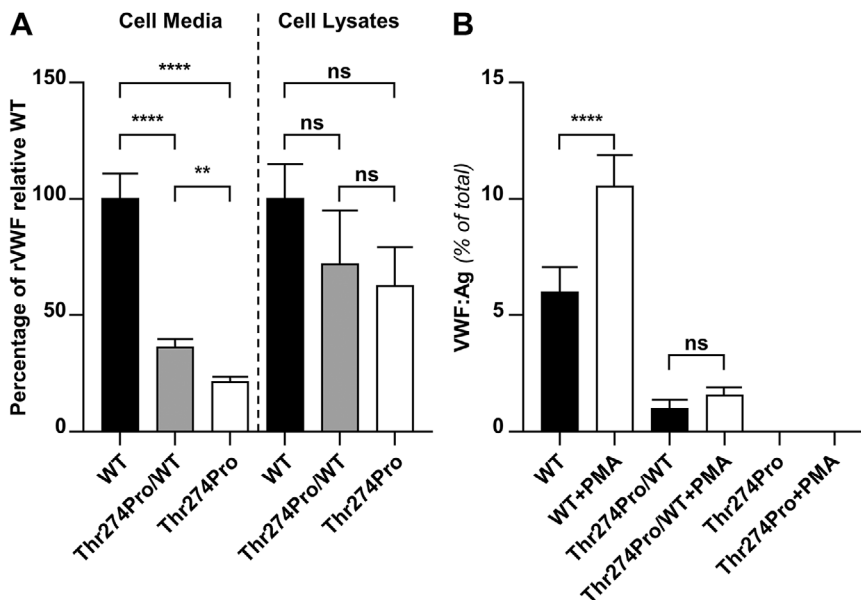 A
Cell Media
Cell Lysates
Percentage of rVWF relative WT
150
100
50
0
****
****
**
ns
ns
ns
WT
Thr274Pro/WT
Thr274Pro
WT
Thr274Pro/WT
Thr274Pro
B
VWF:Ag (% of total)
15
10
5
0
****
ns
WT
WT+PMA
Thr274Pro/WT
Thr274Pro/WT+PMA
Thr274Pro
Thr274Pro+PMA